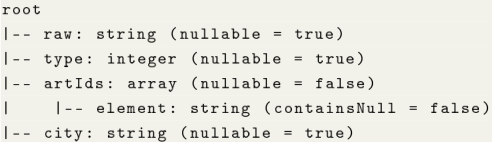 root
|-- raw: string (nullable = true)
|-- type: integer (nullable = true)
|-- artIds: array (nullable = false)
|    |-- element: string (containsNull = false)
|-- city: string (nullable = true)